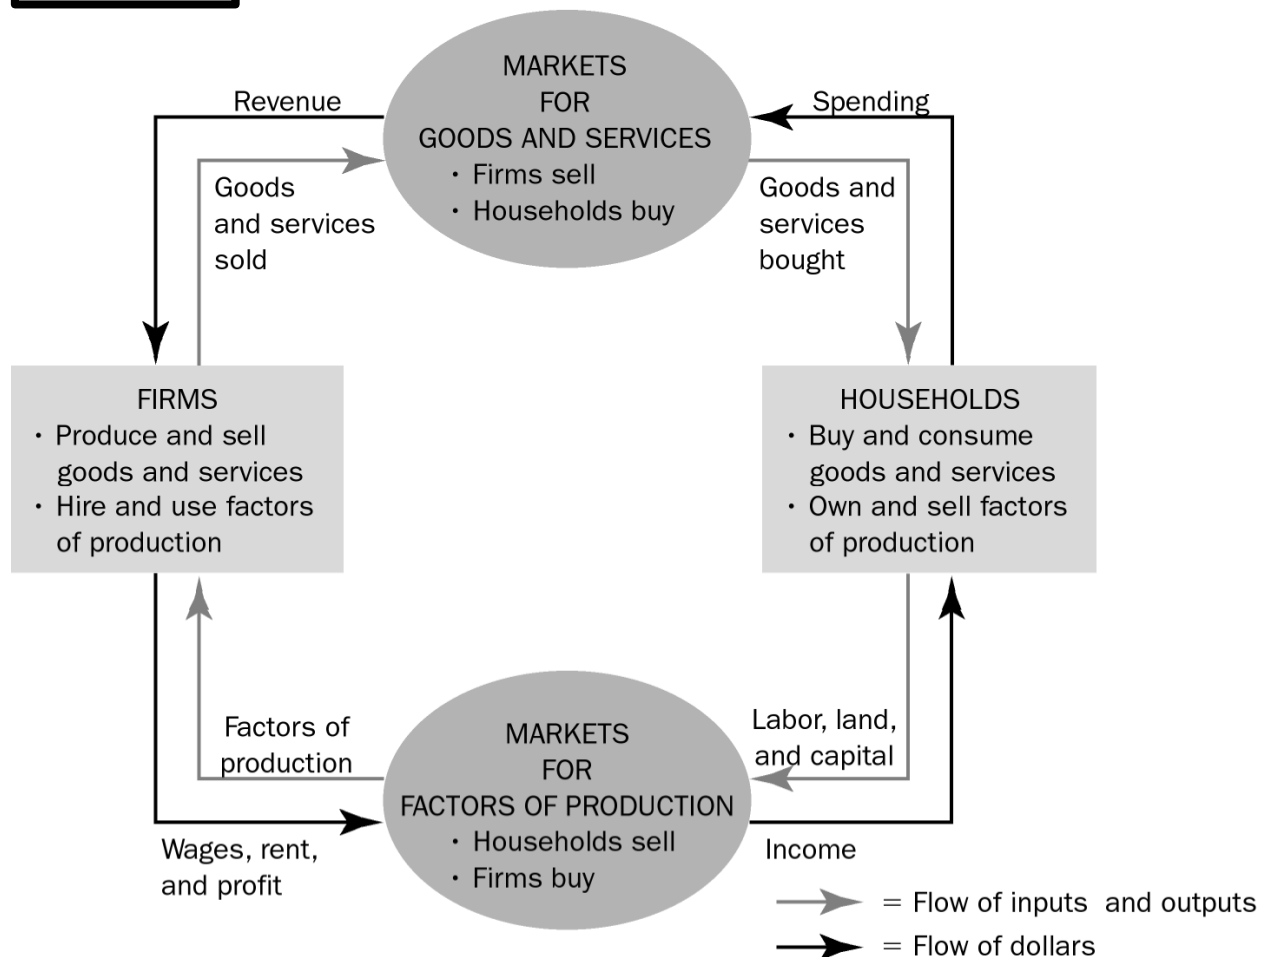 MARKETS
FOR
GOODS AND SERVICES
• Firms sell
• Households buy
Revenue
Spending
Goods
and services
sold
Goods and
services
bought
FIRMS
• Produce and sell
goods and services
• Hire and use factors
of production
HOUSEHOLDS
• Buy and consume
goods and services
• Own and sell factors
of production
Factors of
production
Labor, land,
and capital
MARKETS
FOR
FACTORS OF PRODUCTION
• Households sell
• Firms buy
Wages, rent,
and profit
Income
= Flow of inputs and outputs
= Flow of dollars